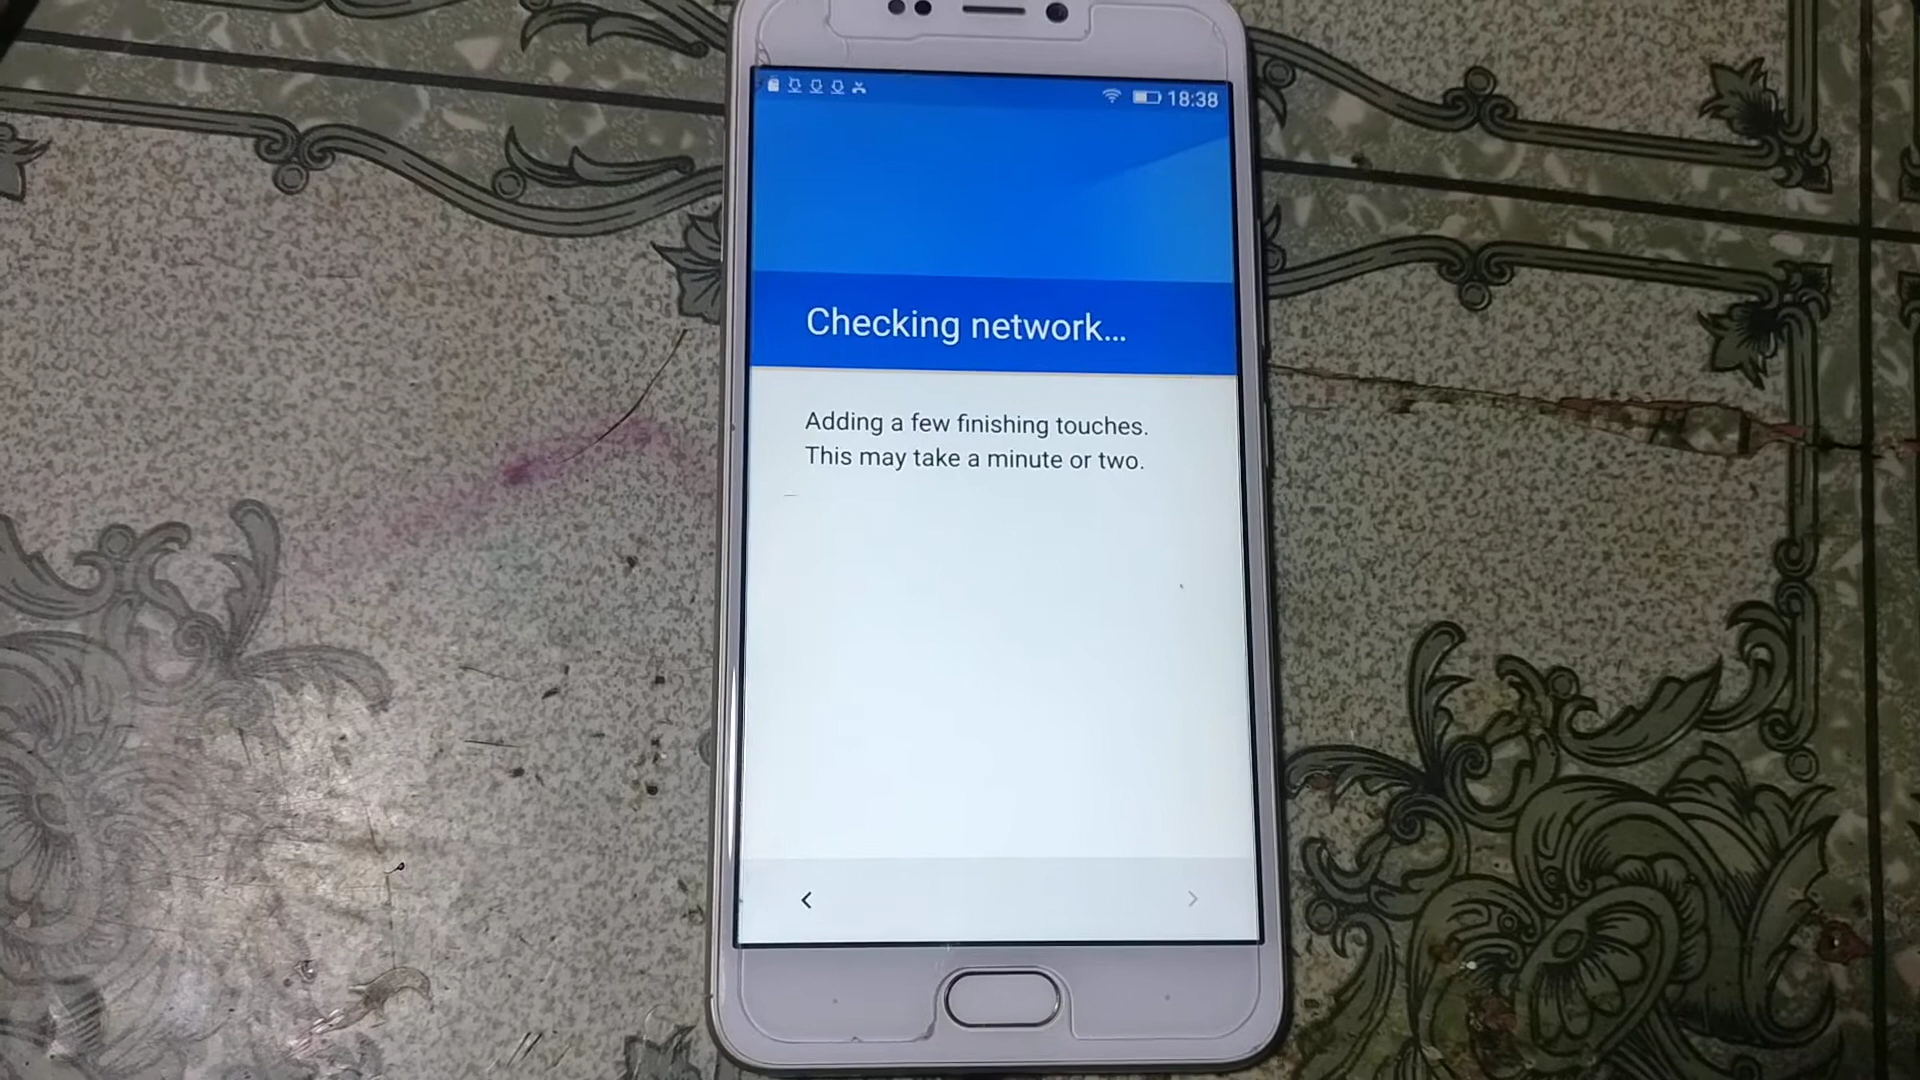 18:38
Checking network...
Adding a few finishing touches.
This may take a minute or two.